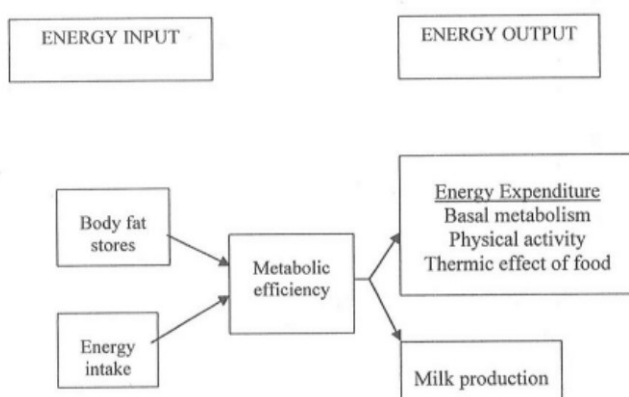 ENERGY INPUT
ENERGY OUTPUT
Body fat
stores
Energy
intake
Metabolic
efficiency
Energy Expenditure
Basal metabolism
Physical activity
Thermic effect of food
Milk production